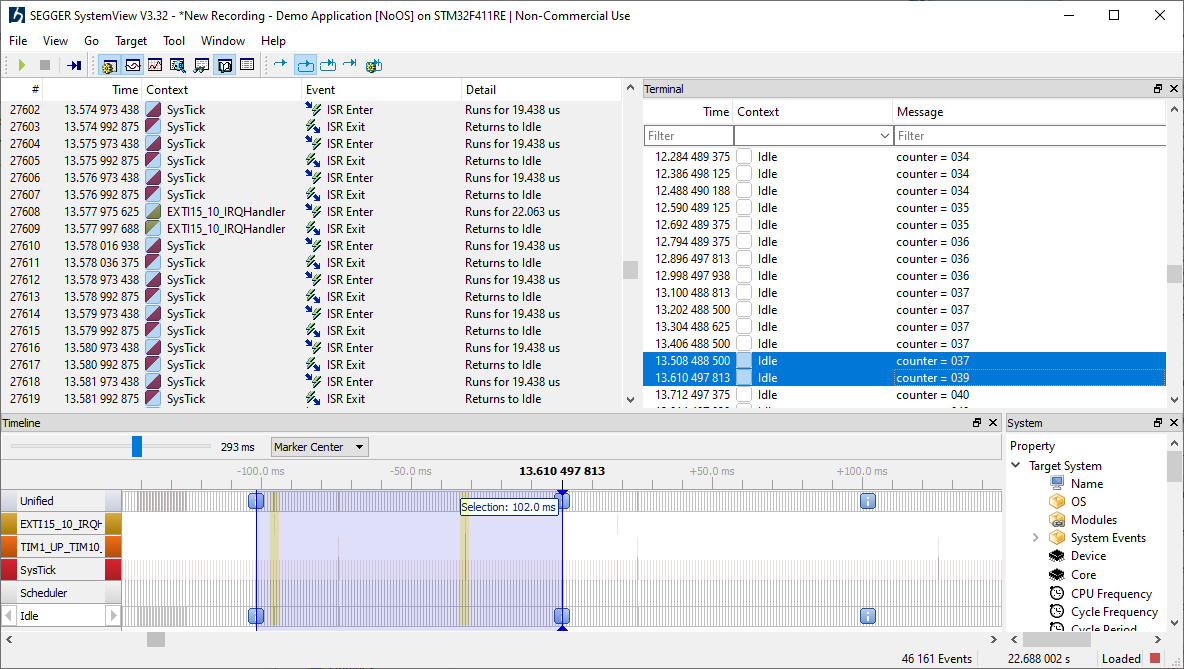 SEGGER SystemView V3.32 - *New Recording - Demo Application [NoOS] on STM32F411RE | Non-Commercial Use
File View Go Target Tool Window Help
# Time Context Event Detail
27602 13.574 973 438 SysTick ISR Enter Runs for 19.438 us
27603 13.574 992 875 SysTick ISR Exit Returns to Idle
27604 13.575 973 438 SysTick ISR Enter Runs for 19.438 us
27605 13.575 992 875 SysTick ISR Exit Returns to Idle
27606 13.576 973 438 SysTick ISR Enter Runs for 19.438 us
27607 13.576 992 875 SysTick ISR Exit Returns to Idle
27608 13.577 975 625 EXTI15_10_IRQHandler ISR Enter Runs for 22.063 us
27609 13.577 997 688 EXTI15_10_IRQHandler ISR Exit Returns to Idle
27610 13.578 016 938 SysTick ISR Enter Runs for 19.438 us
27611 13.578 036 375 SysTick ISR Exit Returns to Idle
27612 13.578 973 438 SysTick ISR Enter Runs for 19.438 us
27613 13.578 992 875 SysTick ISR Exit Returns to Idle
27614 13.579 973 438 SysTick ISR Enter Runs for 19.438 us
27615 13.579 992 875 SysTick ISR Exit Returns to Idle
27616 13.580 973 438 SysTick ISR Enter Runs for 19.438 us
27617 13.580 992 875 SysTick ISR Exit Returns to Idle
27618 13.581 973 438 SysTick ISR Enter Runs for 19.438 us
27619 13.581 992 875 SysTick ISR Exit Returns to Idle
Terminal
Time Context Message
Filter Filter
12.284 489 375 Idle counter = 034
12.386 498 125 Idle counter = 034
12.488 490 188 Idle counter = 034
12.590 489 125 Idle counter = 035
12.692 489 375 Idle counter = 035
12.794 489 375 Idle counter = 036
12.896 497 813 Idle counter = 036
12.998 497 938 Idle counter = 036
13.100 488 813 Idle counter = 037
13.202 488 500 Idle counter = 037
13.304 488 625 Idle counter = 037
13.406 488 500 Idle counter = 037
13.508 488 500 Idle counter = 037
13.610 497 813 Idle counter = 039
13.712 497 375 Idle counter = 040
Timeline
293 ms Marker Center
-100.0 ms -50.0 ms 13.610 497 813 +50.0 ms +100.0 ms
Unified
Selection: 102.0 ms
EXTI15_10_IRQH
TIM1_UP_TIM10_
SysTick
Scheduler
Idle
System
Property
Target System
Name
OS
Modules
System Events
Device
Core
CPU Frequency
Cycle Frequency
Cycle Period
46 161 Events 22.688 002 s Loaded